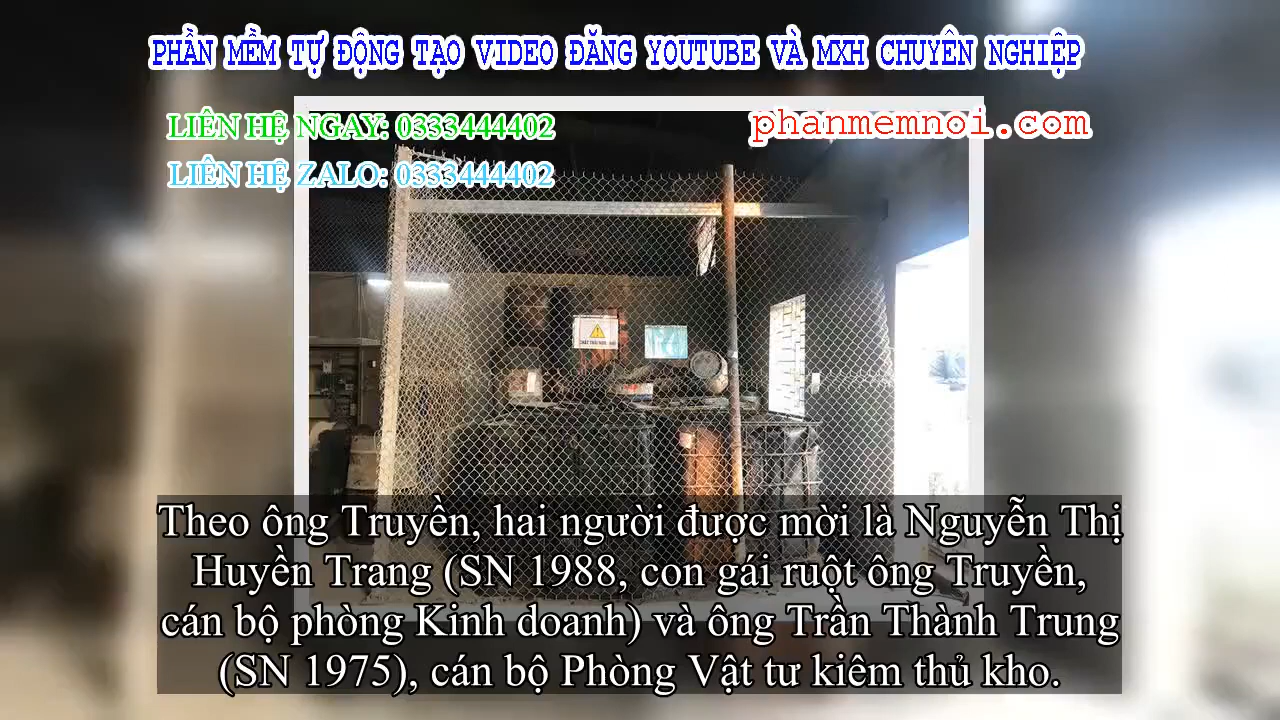 PHẦN MỀM TỰ ĐỘNG TẠO VIDEO ĐĂNG YOUTUBE VÀ MXH CHUYÊN NGHIỆP
LIÊN HỆ NGAY: 0333444402
phanmemnoi.com
LIÊN HỆ ZALO: 0333444402
CHẤT THẢI
Theo ông Truyền, hai người được mời là Nguyễn Thị
Huyền Trang (SN 1988, con gái ruột ông Truyền,
cán bộ phòng Kinh doanh) và ông Trần Thành Trung
(SN 1975), cán bộ Phòng Vật tư kiêm thủ kho.